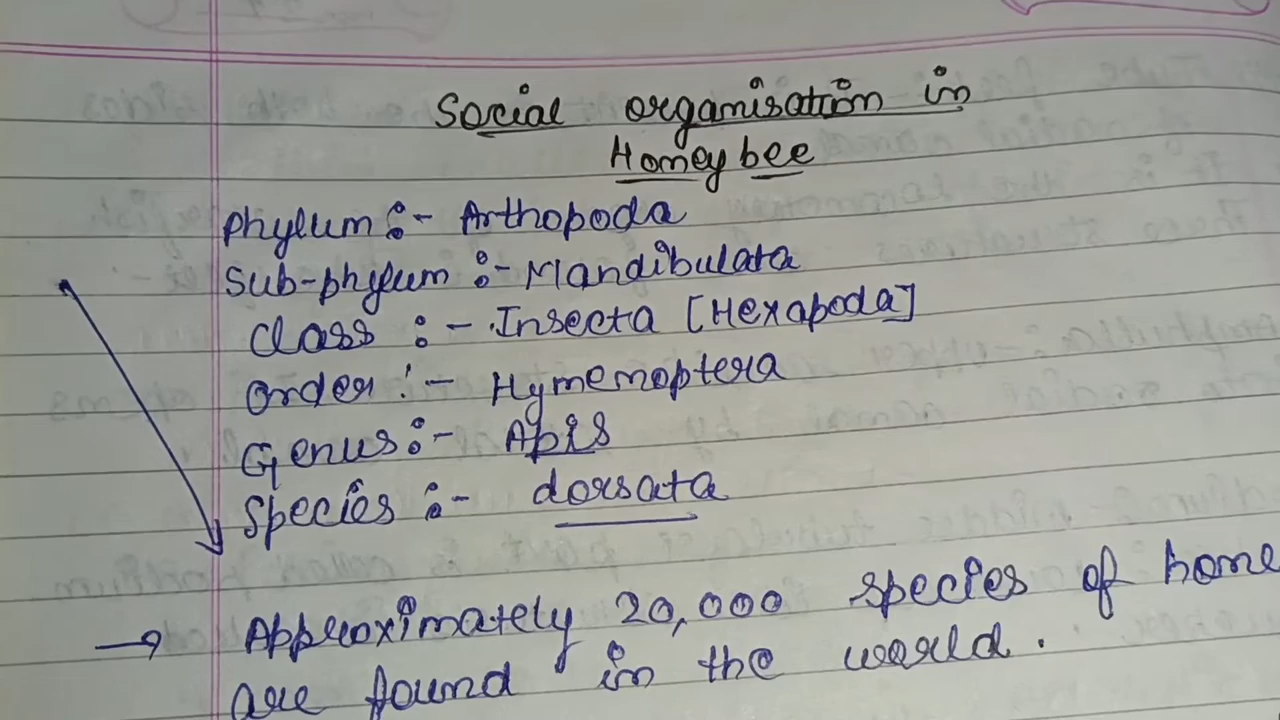 Social organisation in
Honeybee
Phylum :- Arthopoda
Sub-phylum :- Mandibulata
Class :- Insecta [Hexapoda]
Order :- Hymenoptera
Genus :- Apis
Species :- dorsata
→ Approximately 20,000 species of hone
are found in the world.